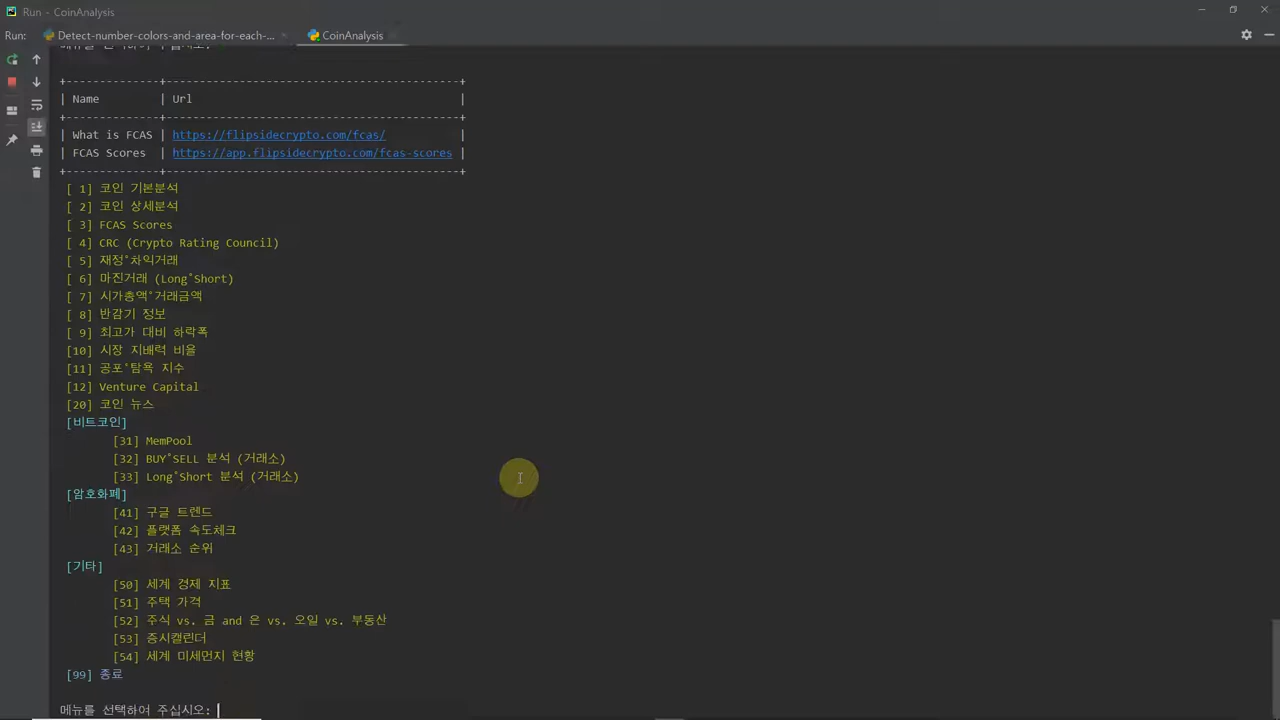 Run - CoinAnalysis
Run: Detect-number-colors-and-area-for-each-... CoinAnalysis
메뉴를 선택하여 주십시오:
+--------------+-------------------------------------------+
| Name | Url |
+--------------+-------------------------------------------+
| What is FCAS | https://flipsidecrypto.com/fcas/ |
| FCAS Scores | https://app.flipsidecrypto.com/fcas-scores |
+--------------+-------------------------------------------+
[ 1] 코인 기본분석
[ 2] 코인 상세분석
[ 3] FCAS Scores
[ 4] CRC (Crypto Rating Council)
[ 5] 재정°차익거래
[ 6] 마진거래 (Long°Short)
[ 7] 시가총액°거래금액
[ 8] 반감기 정보
[ 9] 최고가 대비 하락폭
[10] 시장 지배력 비율
[11] 공포°탐욕 지수
[12] Venture Capital
[20] 코인 뉴스
[비트코인]
[31] MemPool
[32] BUY°SELL 분석 (거래소)
[33] Long°Short 분석 (거래소)
[암호화폐]
[41] 구글 트렌드
[42] 플랫폼 속도체크
[43] 거래소 순위
[기타]
[50] 세계 경제 지표
[51] 주택 가격
[52] 주식 vs. 금 and 은 vs. 오일 vs. 부동산
[53] 증시캘린더
[54] 세계 미세먼지 현황
[99] 종료
메뉴를 선택하여 주십시오: